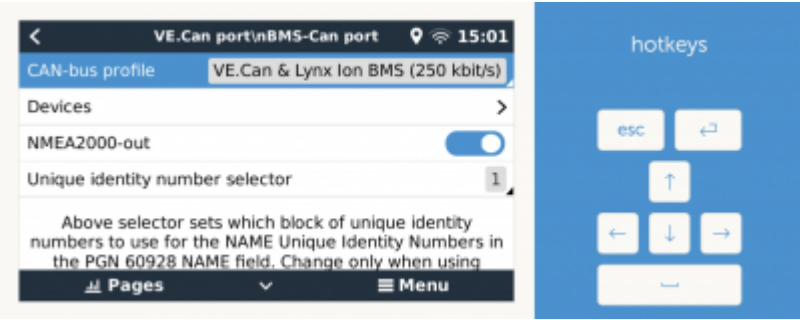 VE.Can port\nBMS-Can port 15:01
CAN-bus profile VE.Can & Lynx Ion BMS (250 kbit/s)
Devices
NMEA2000-out
Unique identity number selector 1
Above selector sets which block of unique identity
numbers to use for the NAME Unique Identity Numbers in
the PGN 60928 NAME field. Change only when using
Pages Menu
hotkeys
esc